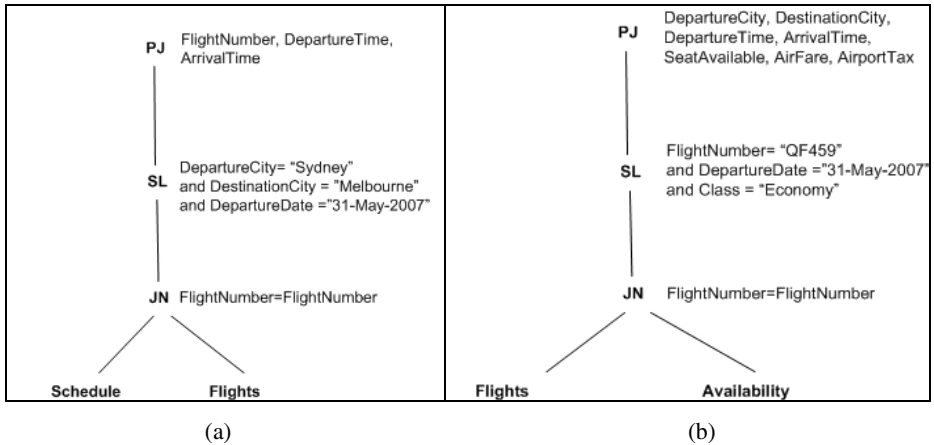 PJ FlightNumber, DepartureTime,
ArrivalTime
SL DepartureCity= “Sydney”
and DestinationCity = "Melbourne"
and DepartureDate =”31-May-2007”
JN FlightNumber=FlightNumber
Schedule Flights
(a)
PJ DepartureCity, DestinationCity,
DepartureTime, ArrivalTime,
SeatAvailable, AirFare, AirportTax
SL FlightNumber= “QF459”
and DepartureDate =”31-May-2007”
and Class = “Economy”
JN FlightNumber=FlightNumber
Flights Availability
(b)